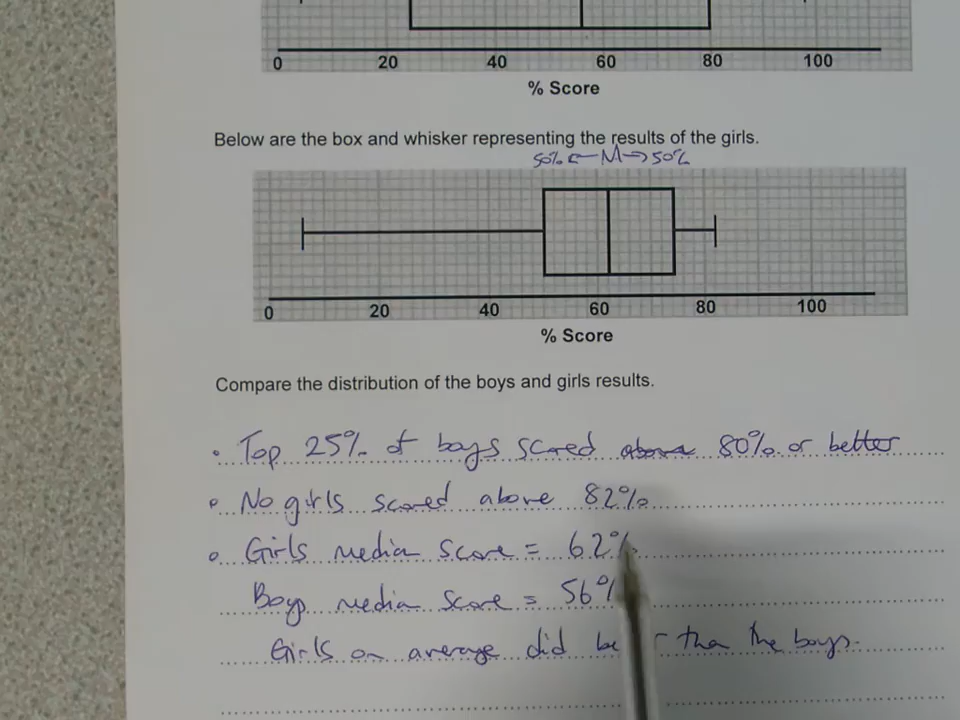 0 20 40 60 80 100
% Score
Below are the box and whisker representing the results of the girls.
50% ← M → 50%
0 20 40 60 80 100
% Score
Compare the distribution of the boys and girls results.
• Top 25% of boys scored above 80% or better
• No girls scored above 82%
• Girls median score = 62%
Boys median score = 56%
Girls on average did than the boys.